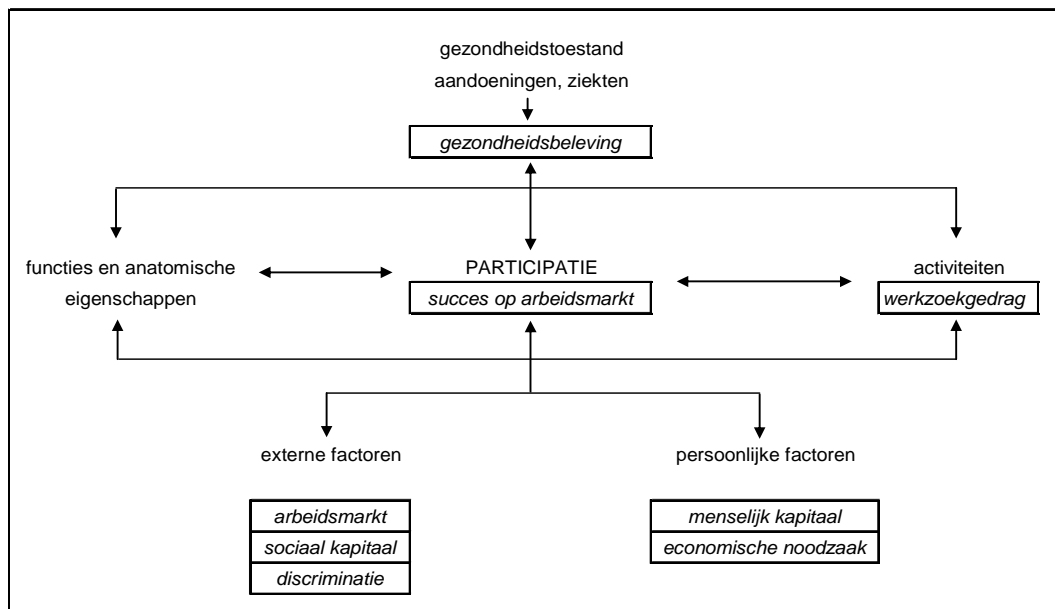 gezondheidstoestand
aandoeningen, ziekten
gezondheidsbeleving
functies en anatomische
eigenschappen
PARTICIPATIE
succes op arbeidsmarkt
activiteiten
werkzoekgedrag
externe factoren
arbeidsmarkt
sociaal kapitaal
discriminatie
persoonlijke factoren
menselijk kapitaal
economische noodzaak